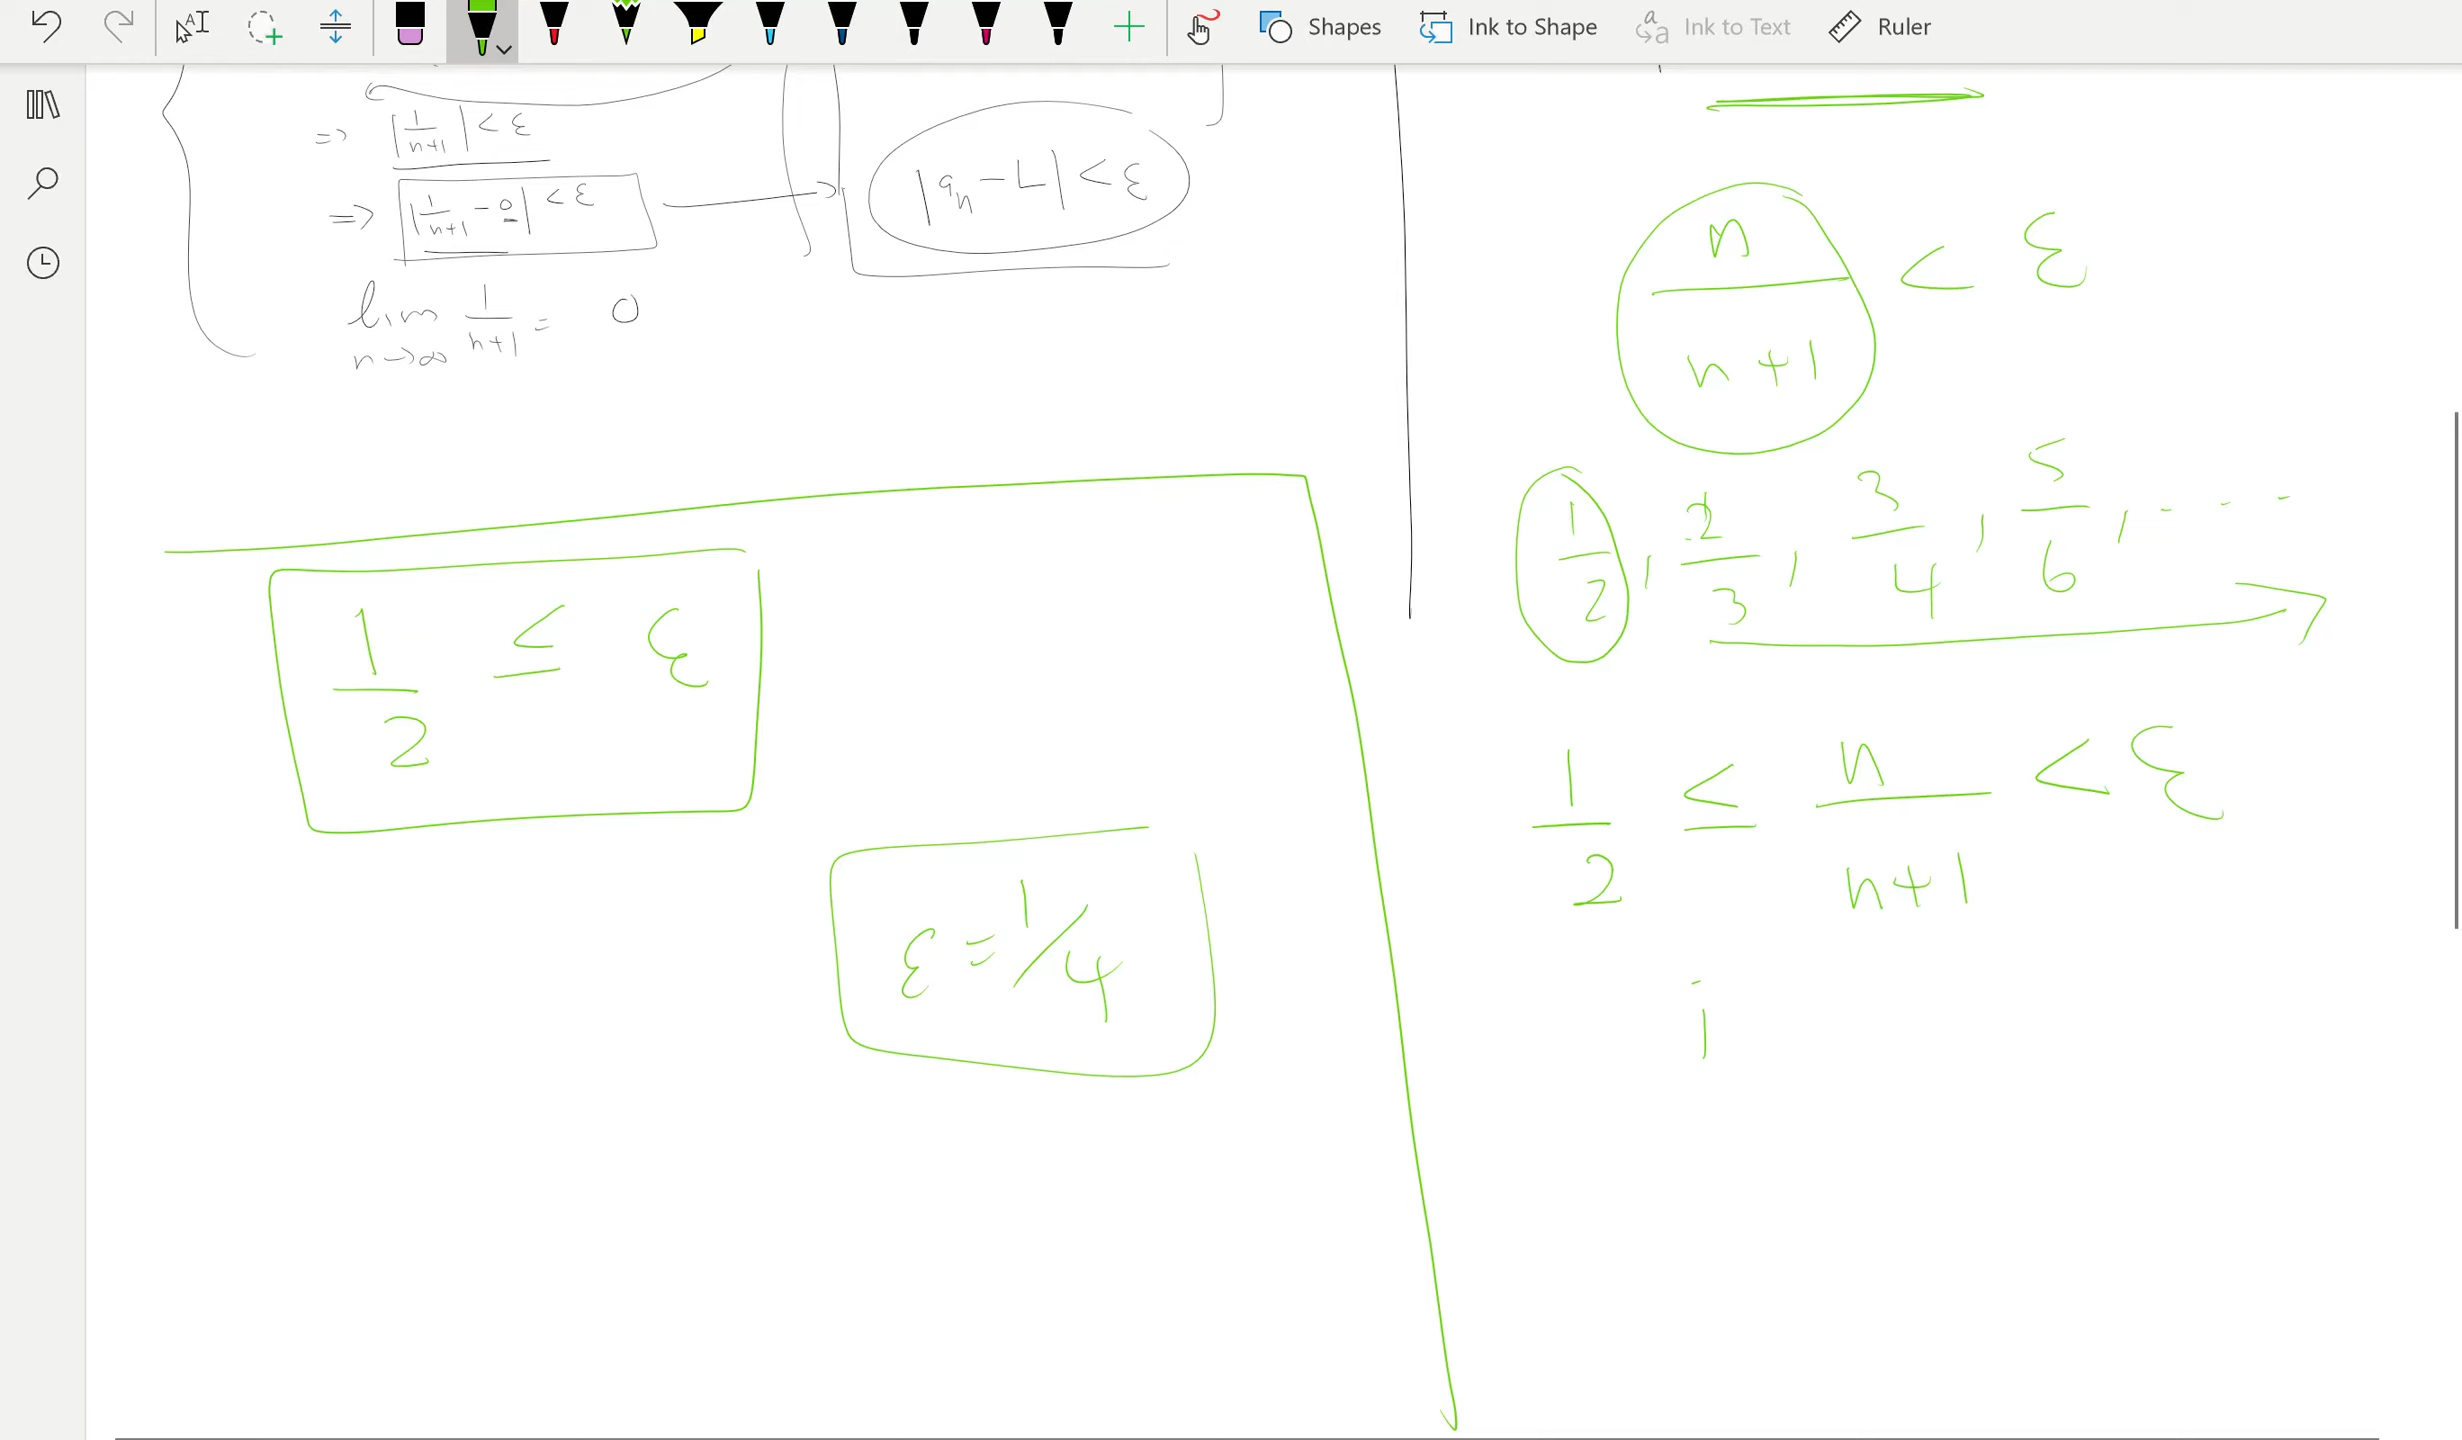 Shapes Ink to Shape Ink to Text Ruler
=> |1/(n+1)| < ε
=> |1/(n+1) - 0| < ε
|a_n - L| < ε
lim n→∞ 1/(n+1) = 0
n/(n+1) < ε
1/2, 2/3, 3/4, 5/6, ...
1/2 ≤ n/(n+1) < ε
i
1/2 ≤ ε
ε = 1/4